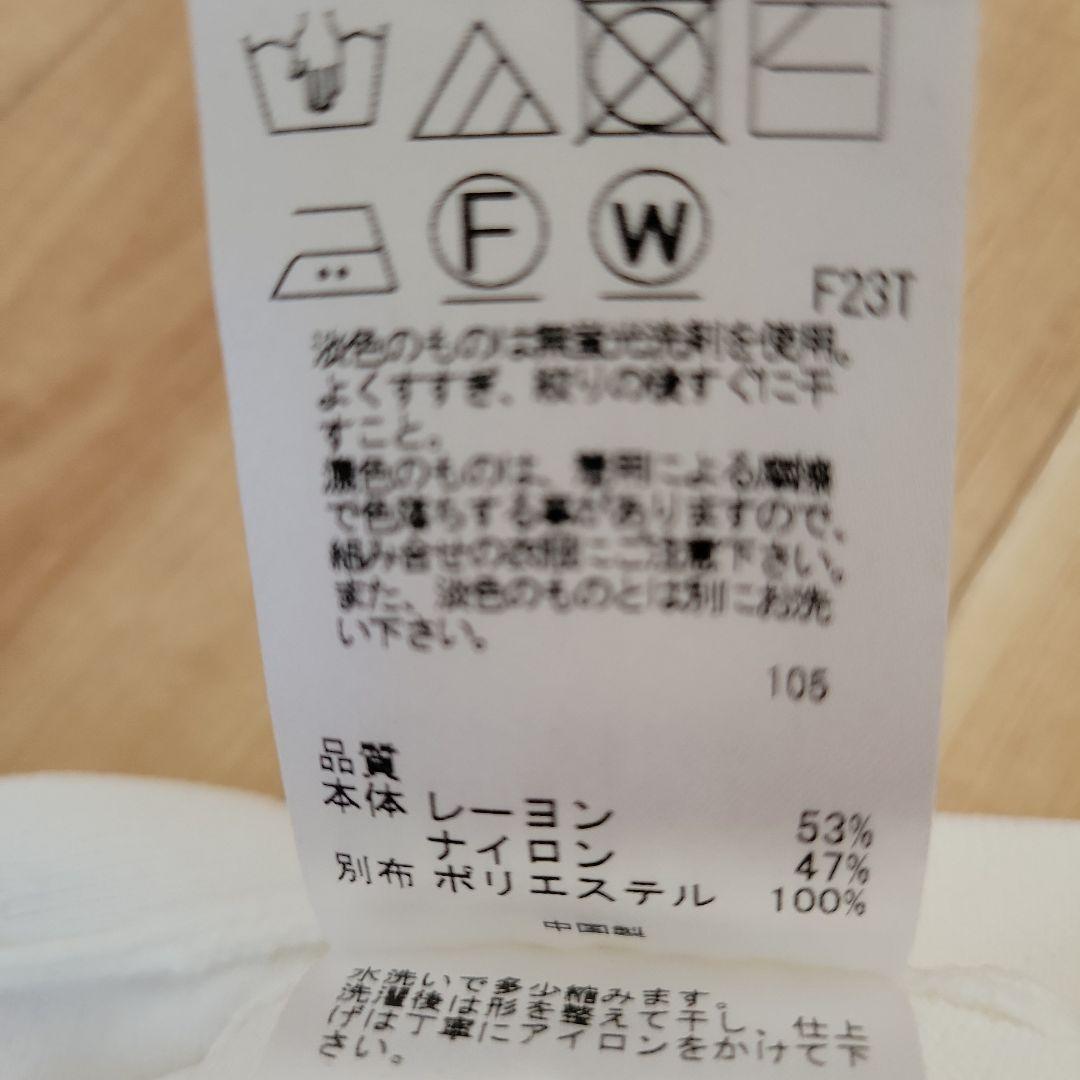 F
W
F23T
淡色のものは無蛍光洗剤を使用。
よくすすぎ、絞りの後すぐに干
すこと。
濃色のものは、着用による摩擦
で色落ちする事がありますので、
組み合せの衣服にご注意下さい。
また、淡色のものとは別にお洗
い下さい。
105
品質
本体 レーヨン 53%
ナイロン 47%
別布 ポリエステル 100%
中国製
水洗いで多少縮みます。
洗濯後は形を整えて干し、仕上
げは丁寧にアイロンをかけて下
さい。